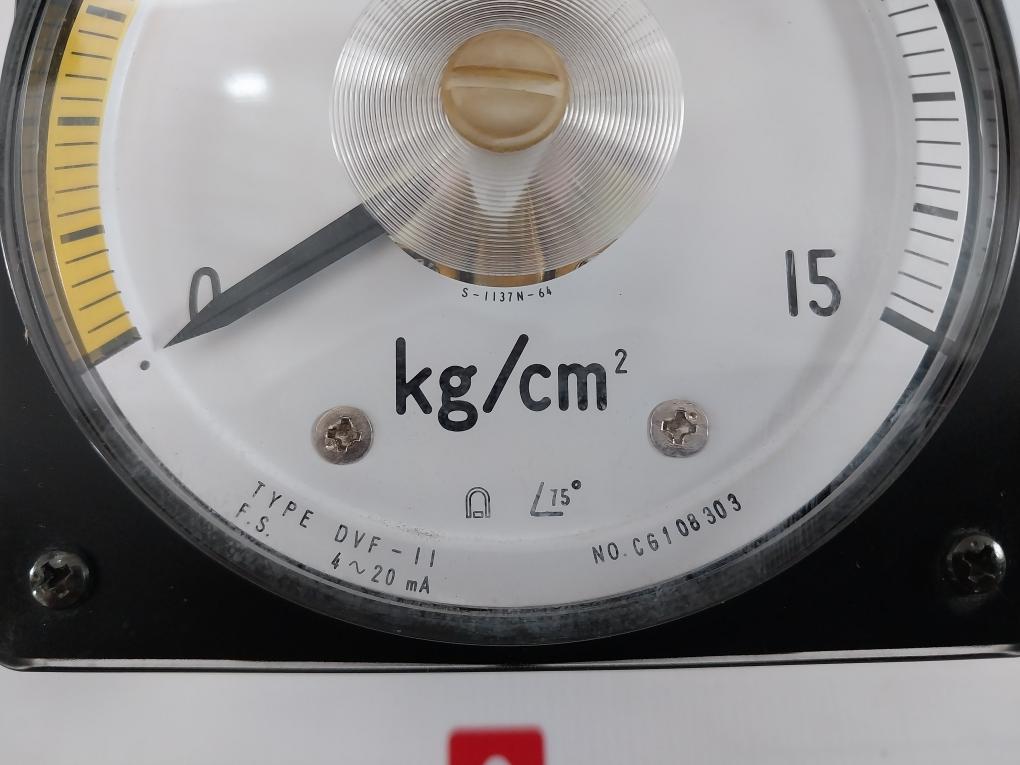 0
15
S-1137N-64
kg/cm²
75°
TYPE DVF-11
F.S. 4~20 mA
NO. C6108303